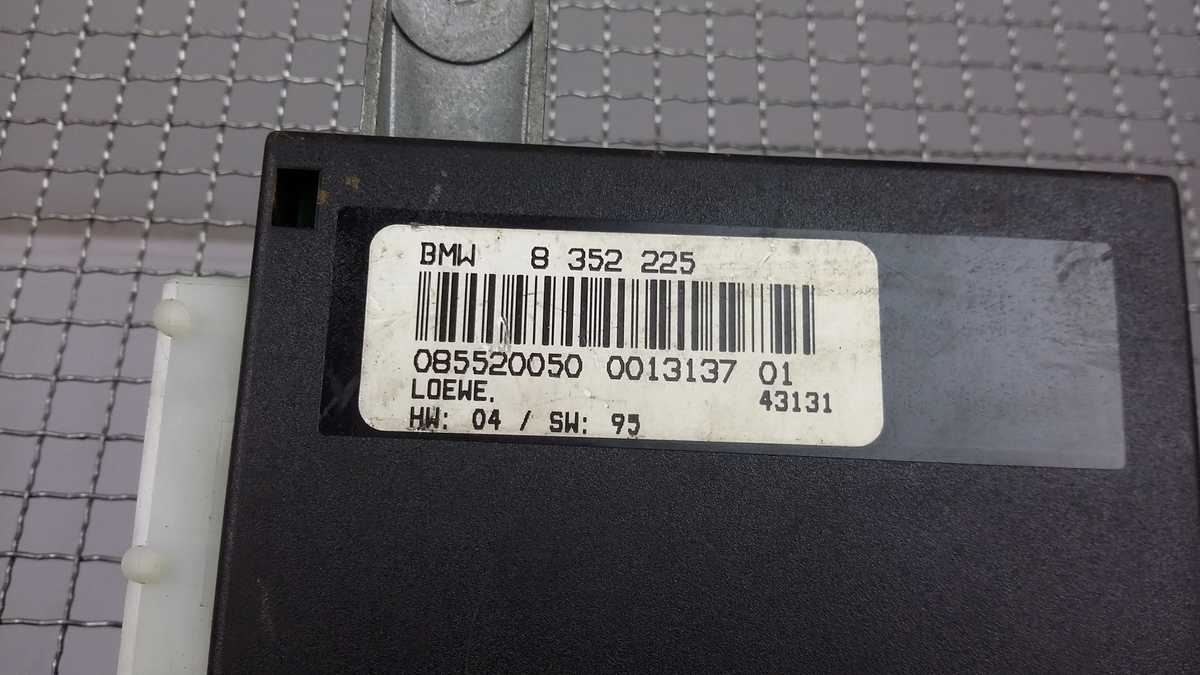 BMW 8 352 225
085520050 0013137 01
LOEWE. 43131
HW: 04 / SW: 95